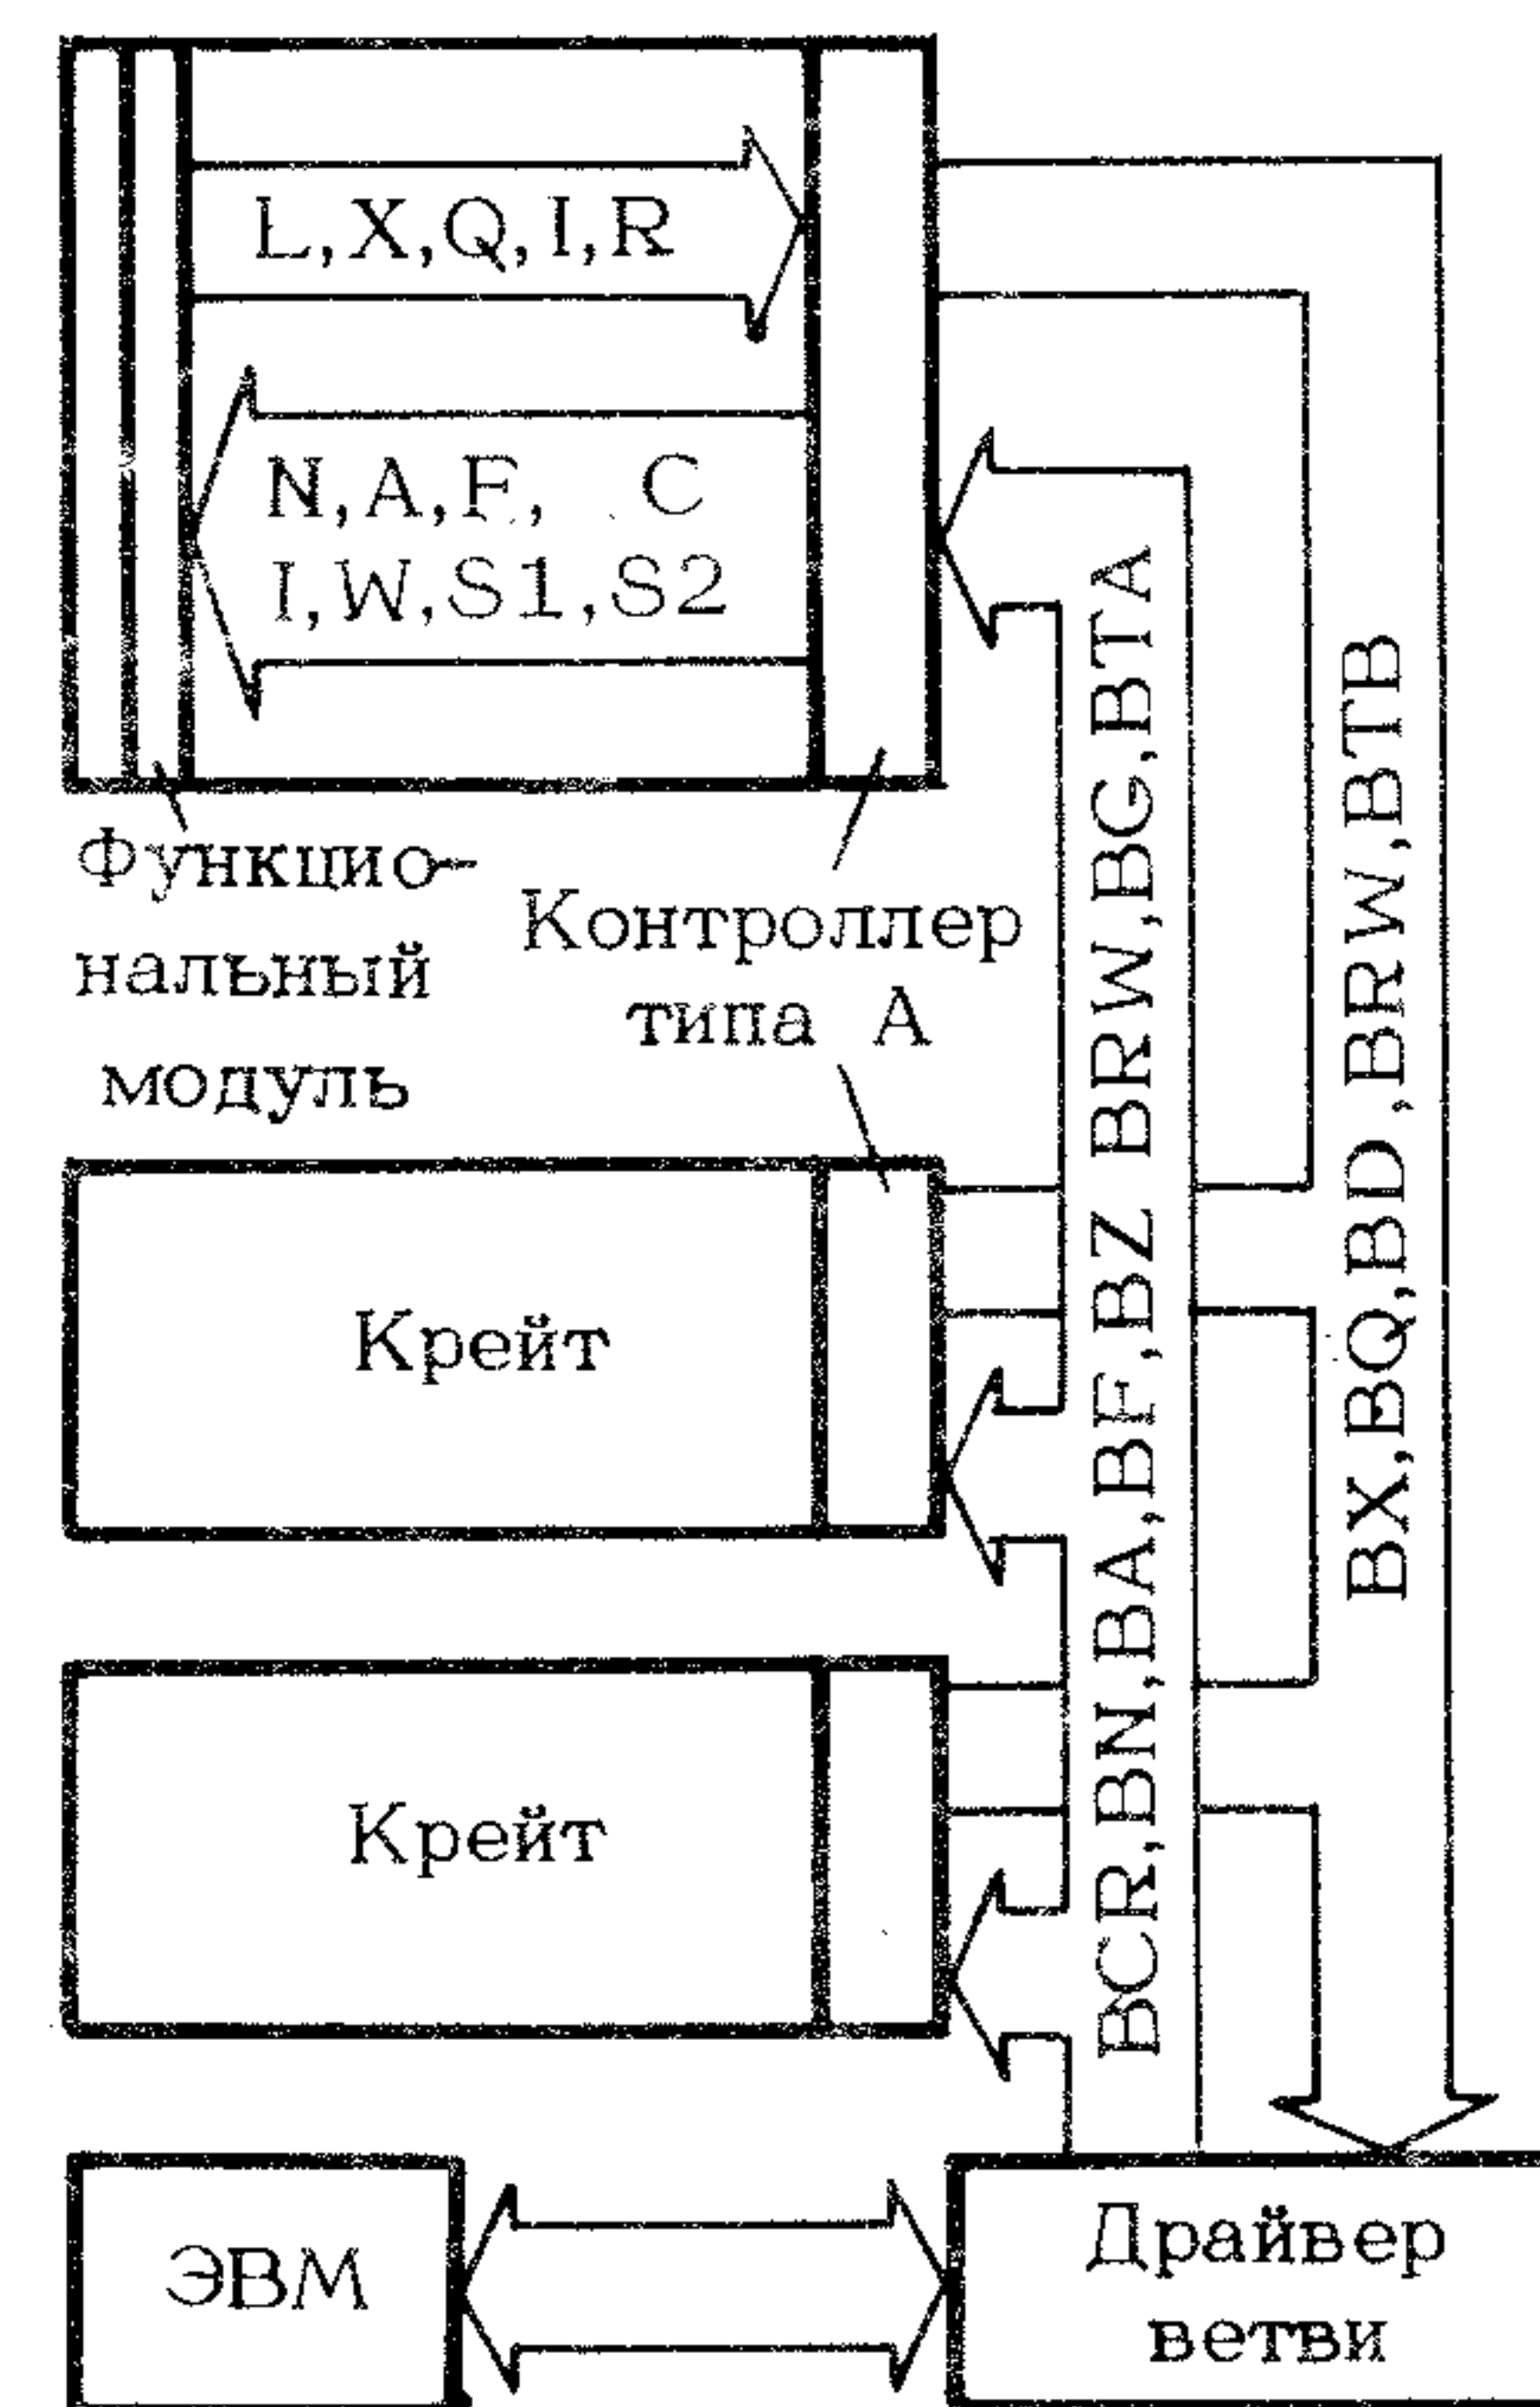 L,X,Q,I,R
N,A,F, C
I,W,S1,S2
Функцио-
нальный
модуль
Контроллер
типа А
BCR,BN,BA,BF,BZ BRW,BG,BTA
BX,BQ,BD,BRW,BTB
Крейт
Крейт
ЭВМ
Драйвер
ветви